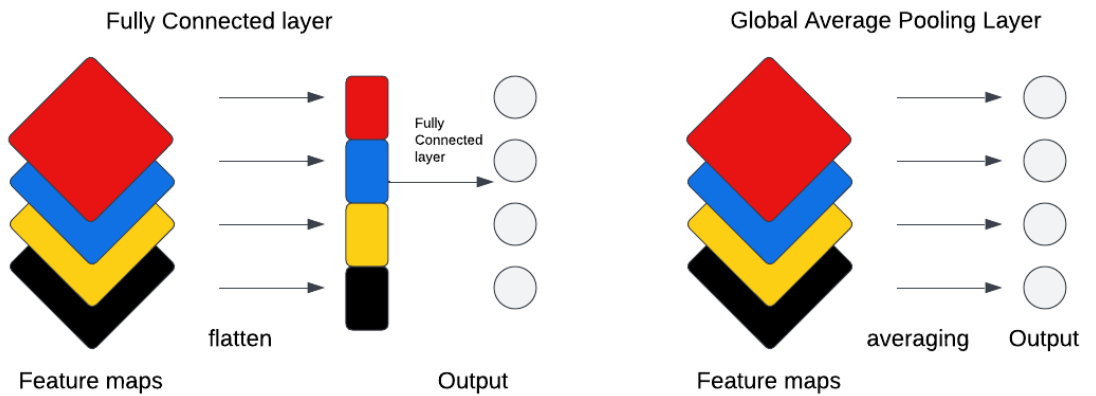 Fully Connected layer
Global Average Pooling Layer
Fully
Connected
layer
flatten
averaging
Output
Feature maps
Output
Feature maps